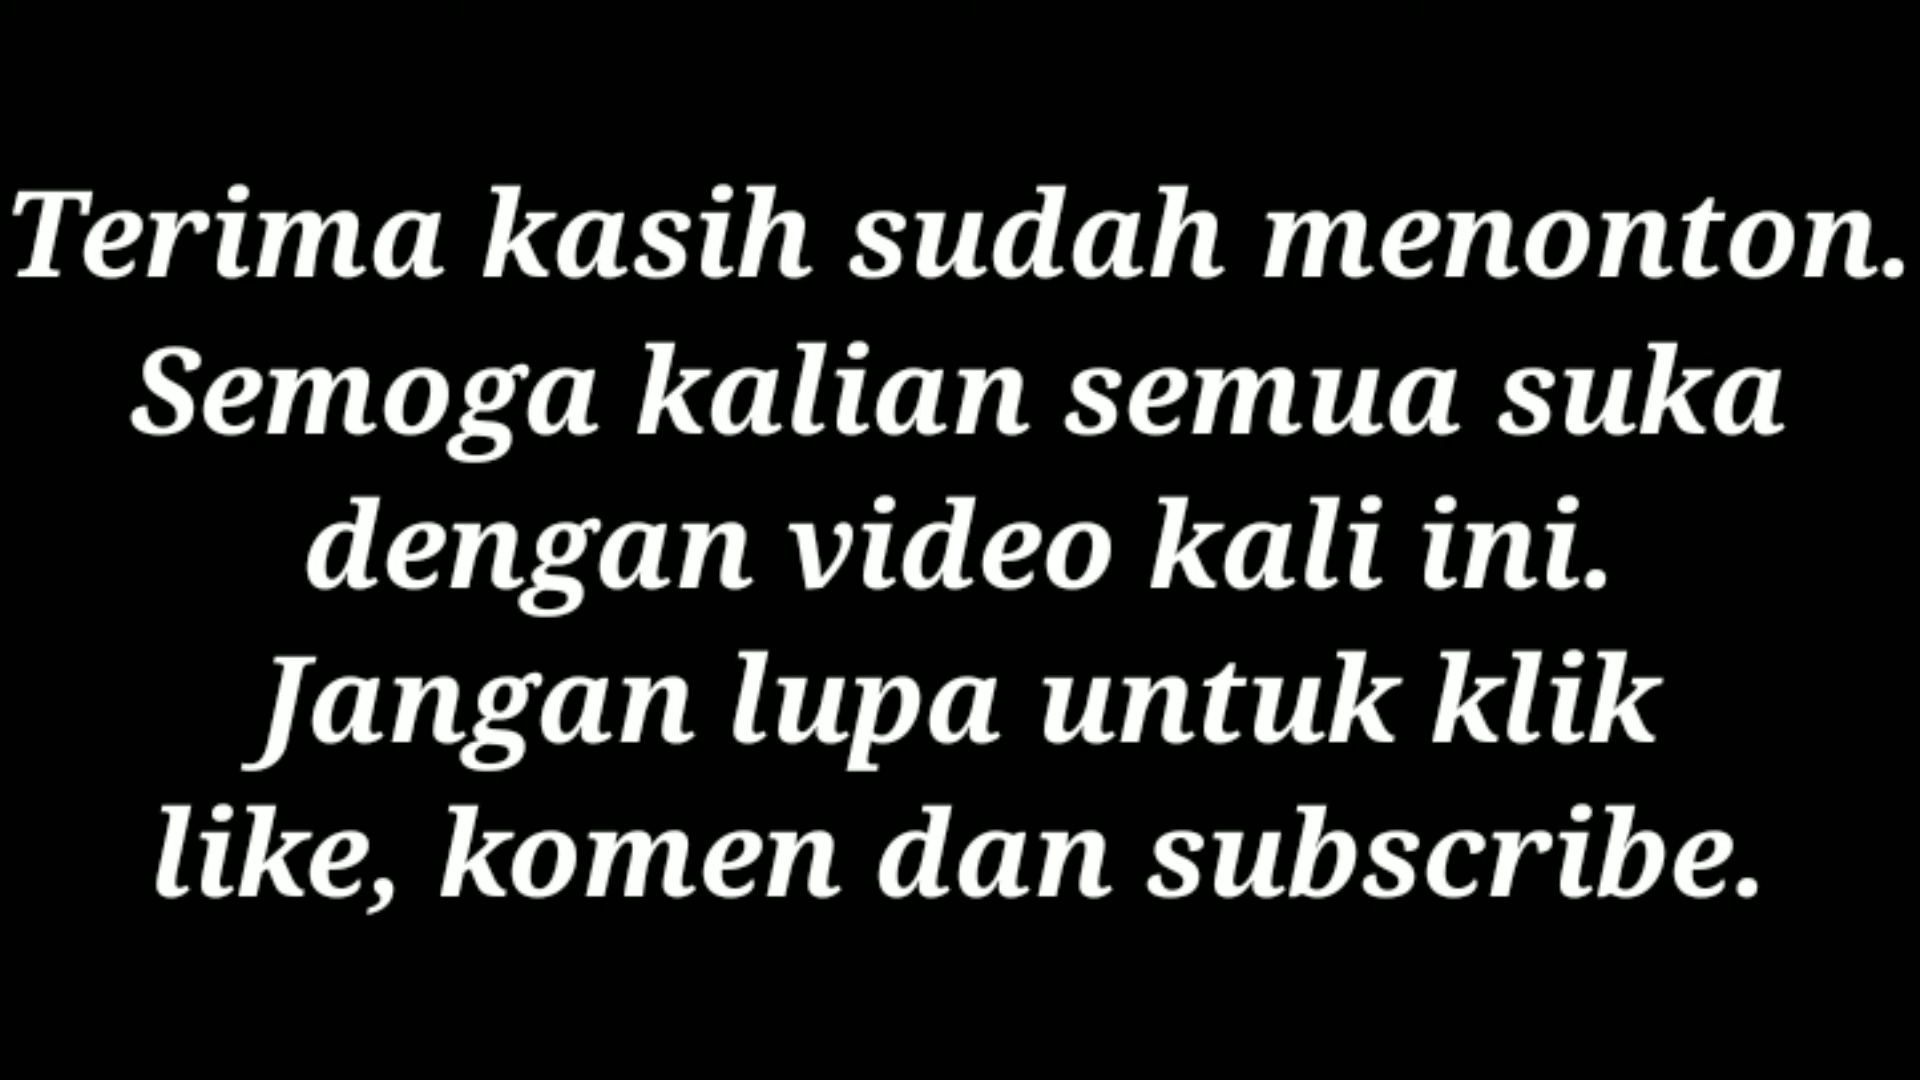 Terima kasih sudah menonton.
Semoga kalian semua suka
dengan video kali ini.
Jangan lupa untuk klik
like, komen dan subscribe.